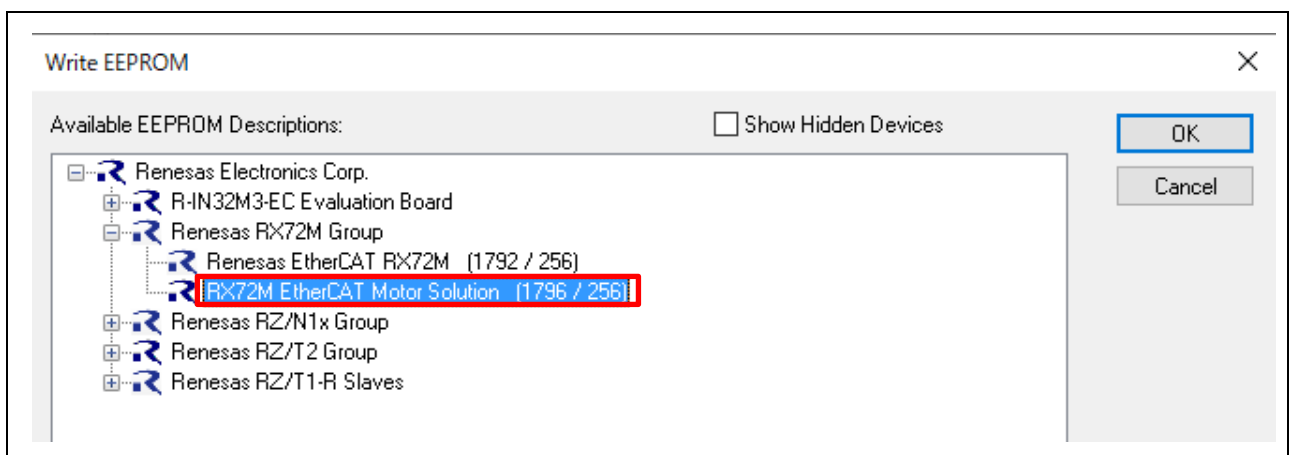 Write EEPROM
Available EEPROM Descriptions:
Show Hidden Devices
OK
Cancel
Renesas Electronics Corp.
R-IN32M3-EC Evaluation Board
Renesas RX72M Group
Renesas EtherCAT RX72M (1792 / 256)
RX72M EtherCAT Motor Solution (1796 / 256)
Renesas RZ/N1x Group
Renesas RZ/T2 Group
Renesas RZ/T1-R Slaves